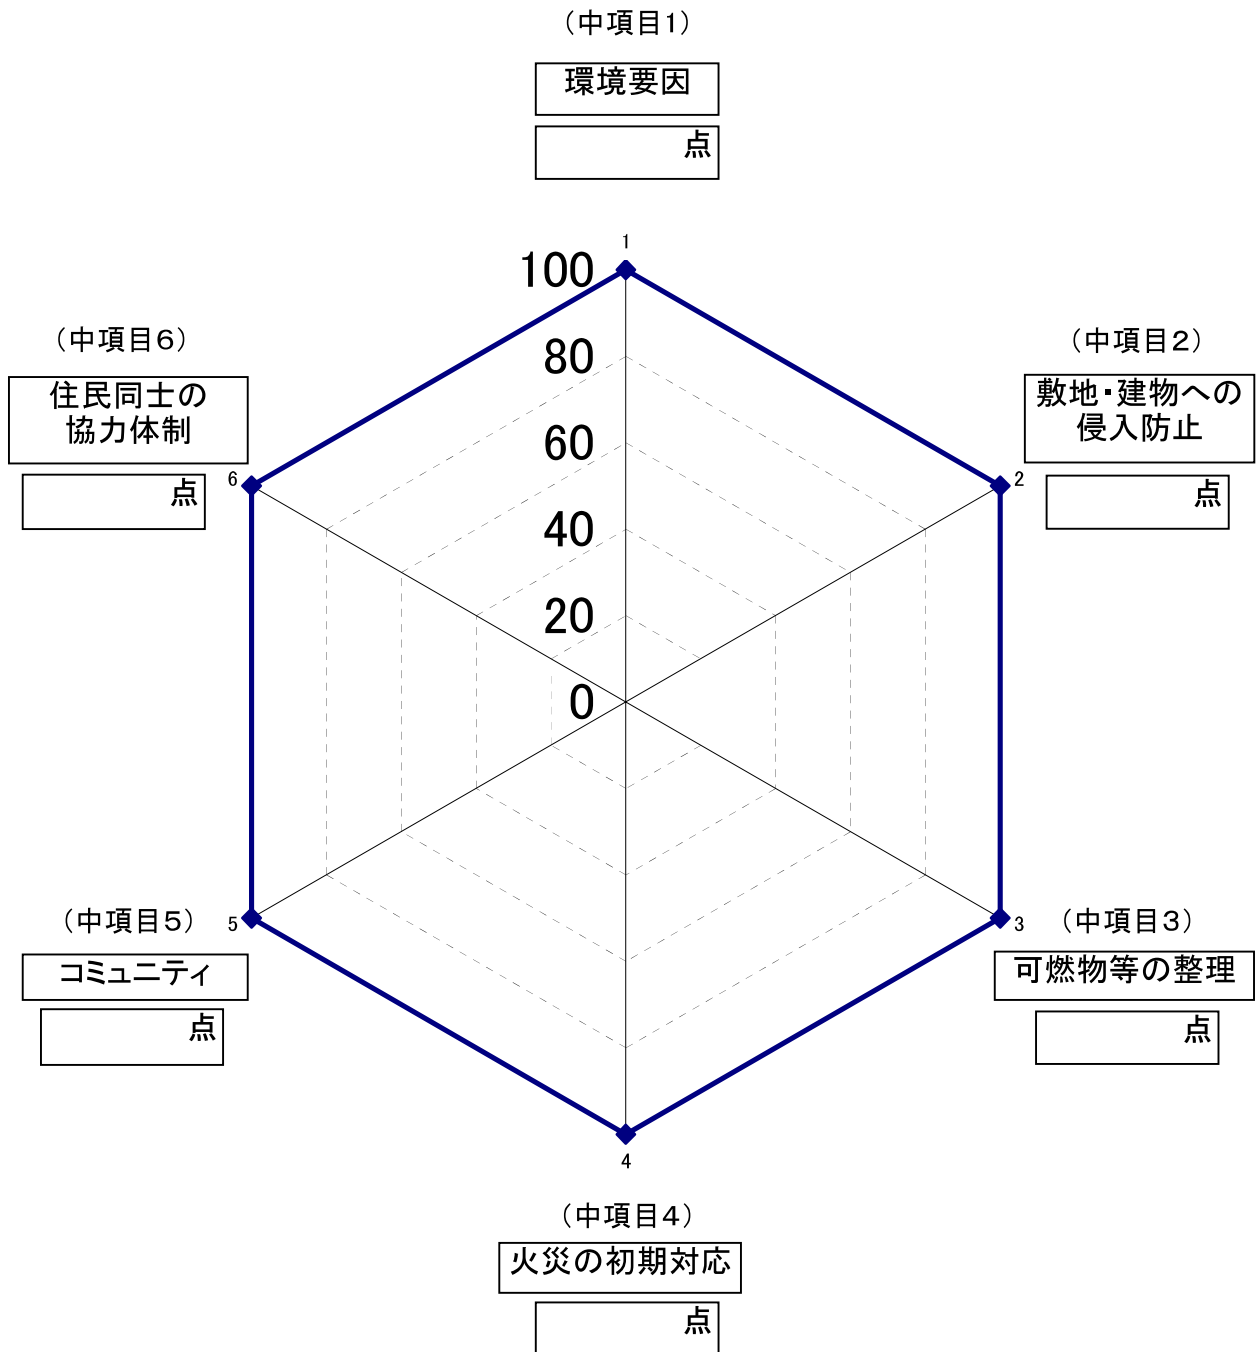 （中項目1）
環境要因
点
1
100
80
60
40
20
0
（中項目2）
敷地・建物への
侵入防止
点
2
（中項目3）
可燃物等の整理
点
3
4
（中項目4）
火災の初期対応
点
（中項目5）
コミュニティ
点
5
（中項目6）
住民同士の
協力体制
点
6